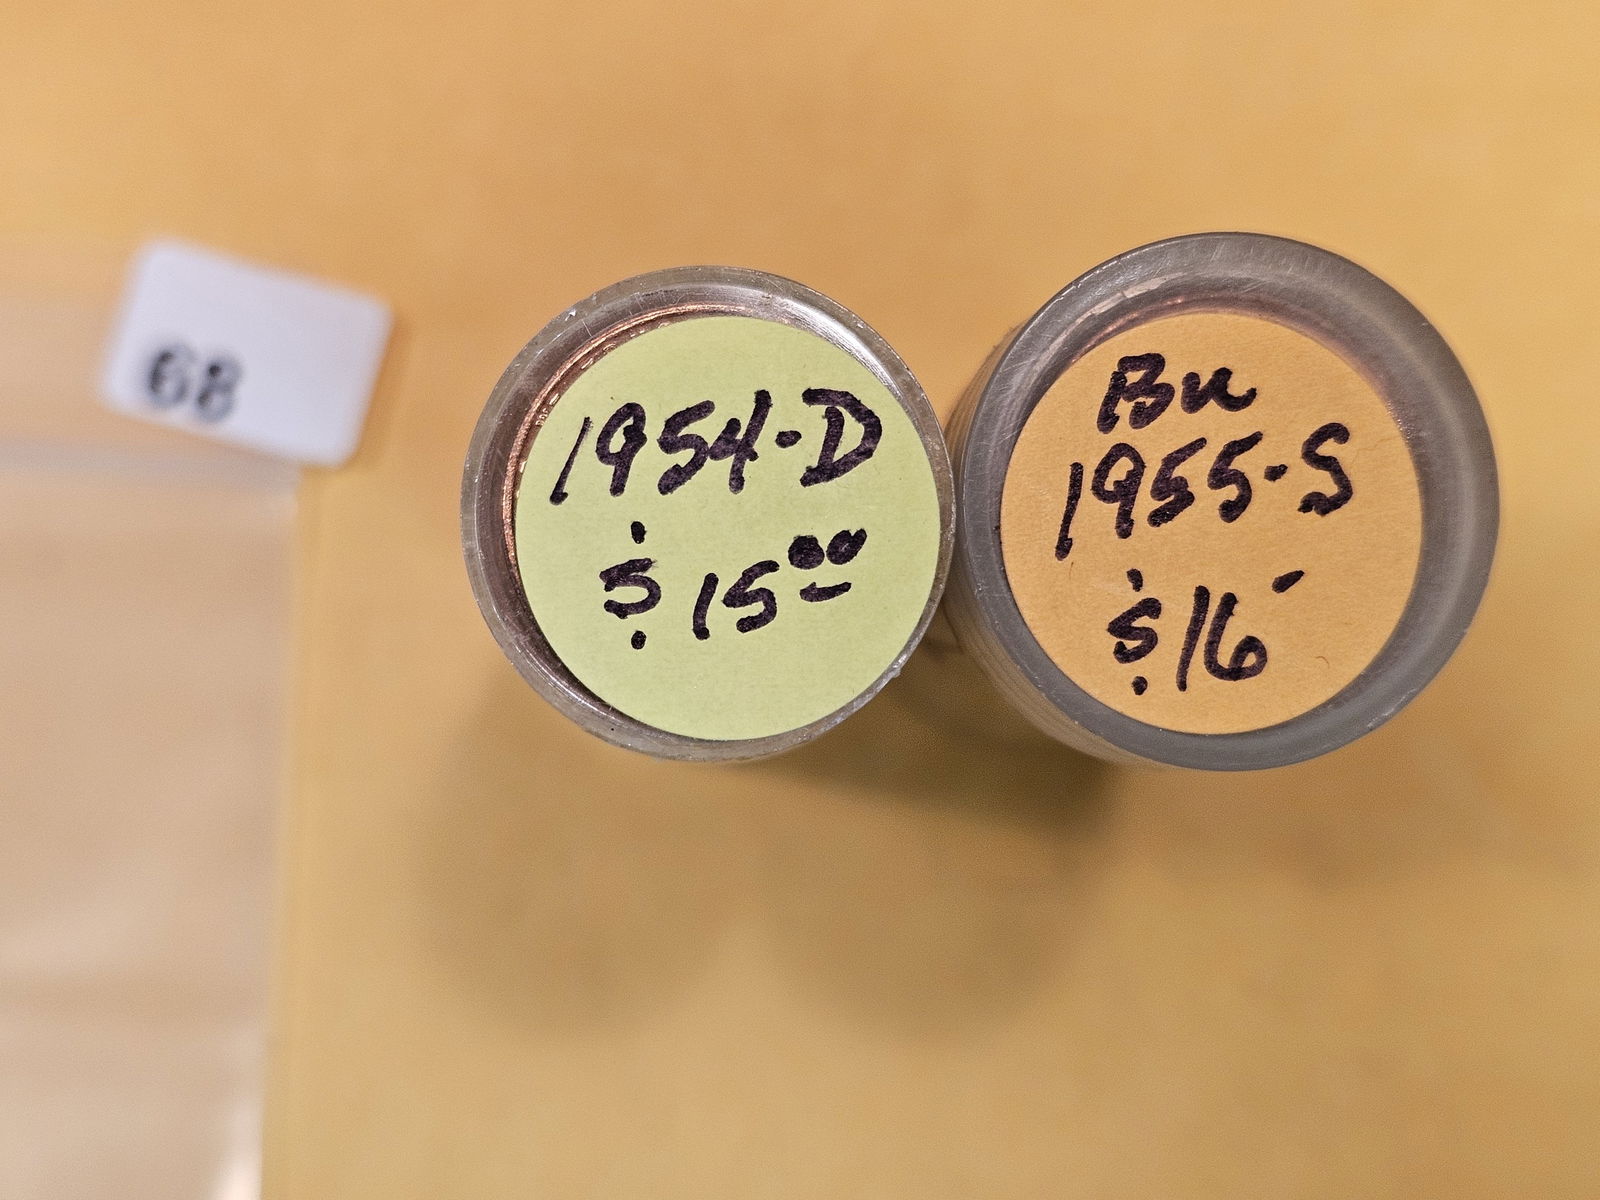 68
1954-D
$ 15.00
Bu
1955-S
$16-